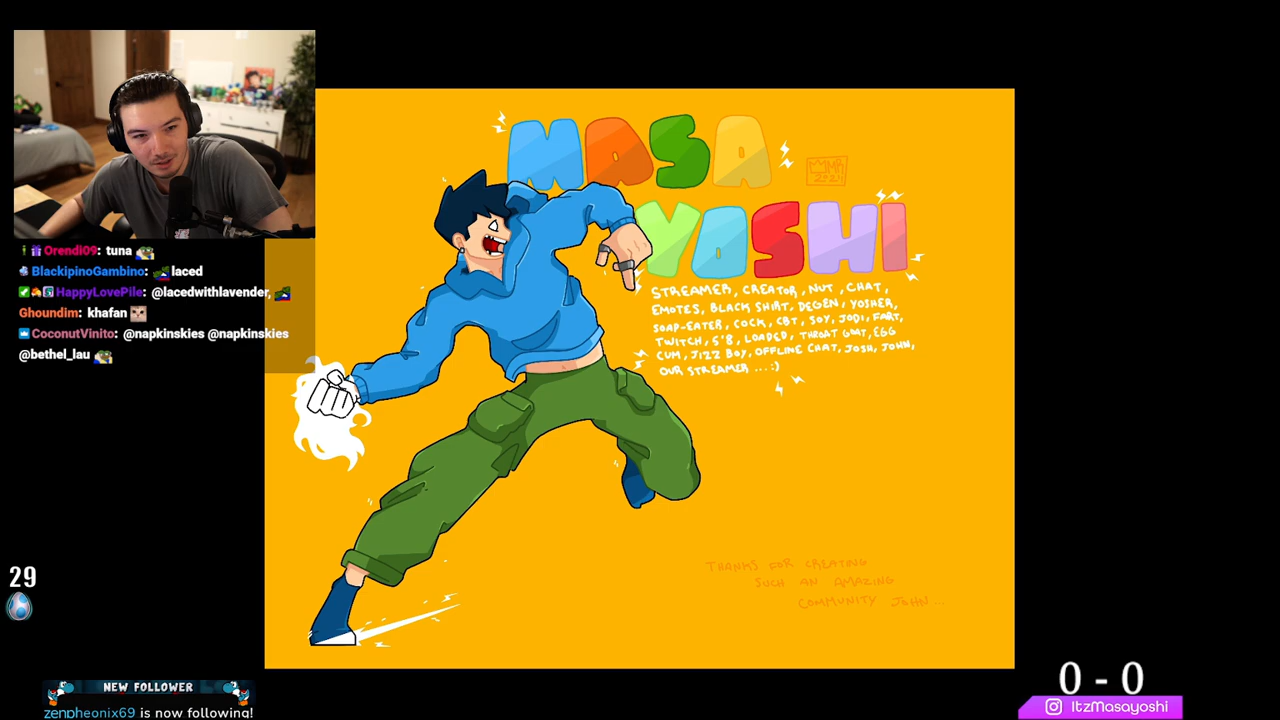 MASA
YOSHI
MR
2024
STREAMER, CREATOR, NUT, CHAT,
EMOTES, BLACK SHIRT, DEGEN, YOSHER,
SOAP-EATER, COCK, CBT, SOY, JODI, FART,
TWITCH, 5'8, LOADED, THROAT GOAT, EGG
CUM, JIZZ BOY, OFFLINE CHAT, JOSH, JOHN,
OUR STREAMER ... :)
Orendi09: tuna
BlackipinoGambino: laced
HappyLovePile: @lacedwithlavender,
Ghoundim: khafan
CoconutVinito: @napkinskies @napkinskies
@bethel_lau
THANKS FOR CREATING
SUCH AN AMAZING
COMMUNITY JOHN...
29
NEW FOLLOWER
zenpheonix69 is now following!
0 - 0
ItzMasayoshi